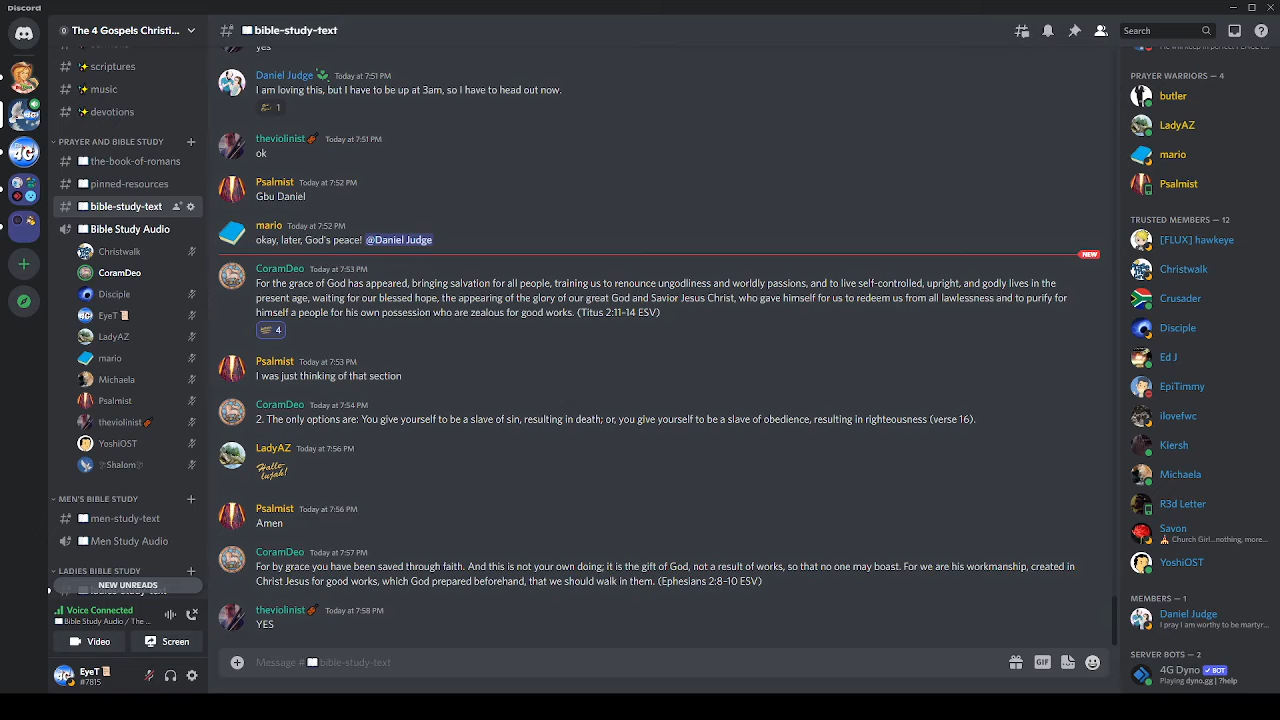 Discord
The 4 Gospels Christi...
bible-study-text
Search
scriptures
music
devotions
PRAYER AND BIBLE STUDY
the-book-of-romans
pinned-resources
bible-study-text
Bible Study Audio
Christwalk
CoramDeo
Disciple
EyeT
LadyAZ
mario
Michaela
Psalmist
theviolinist
YoshiOST
Shalom
MEN'S BIBLE STUDY
men-study-text
Men Study Audio
LADIES BIBLE STUDY
NEW UNREADS
Voice Connected
Bible Study Audio / The ...
Video
Screen
EyeT
#7815
yes
Daniel Judge Today at 7:51 PM
I am loving this, but I have to be up at 3am, so I have to head out now.
1
theviolinist Today at 7:51 PM
ok
Psalmist Today at 7:52 PM
Gbu Daniel
mario Today at 7:52 PM
okay, later, God's peace! @Daniel Judge
NEW
CoramDeo Today at 7:53 PM
For the grace of God has appeared, bringing salvation for all people, training us to renounce ungodliness and worldly passions, and to live self-controlled, upright, and godly lives in the
present age, waiting for our blessed hope, the appearing of the glory of our great God and Savior Jesus Christ, who gave himself for us to redeem us from all lawlessness and to purify for
himself a people for his own possession who are zealous for good works. (Titus 2:11-14 ESV)
4
Psalmist Today at 7:53 PM
I was just thinking of that section
CoramDeo Today at 7:54 PM
2. The only options are: You give yourself to be a slave of sin, resulting in death; or, you give yourself to be a slave of obedience, resulting in righteousness (verse 16).
LadyAZ Today at 7:56 PM
Halle
lujah!
Psalmist Today at 7:56 PM
Amen
CoramDeo Today at 7:57 PM
For by grace you have been saved through faith. And this is not your own doing; it is the gift of God, not a result of works, so that no one may boast. For we are his workmanship, created in
Christ Jesus for good works, which God prepared beforehand, that we should walk in them. (Ephesians 2:8-10 ESV)
theviolinist Today at 7:58 PM
YES
Message # bible-study-text
GIF
PRAYER WARRIORS — 4
butler
LadyAZ
mario
Psalmist
TRUSTED MEMBERS — 12
[FLUX] hawkeye
Christwalk
Crusader
Disciple
Ed J
EpiTimmy
ilovefwc
Kiersh
Michaela
R3d Letter
Savon
Church Girl...nothing, more...
YoshiOST
MEMBERS — 1
Daniel Judge
I pray I am worthy to be martyr...
SERVER BOTS — 2
4G Dyno BOT
Playing dyno.gg | ?help